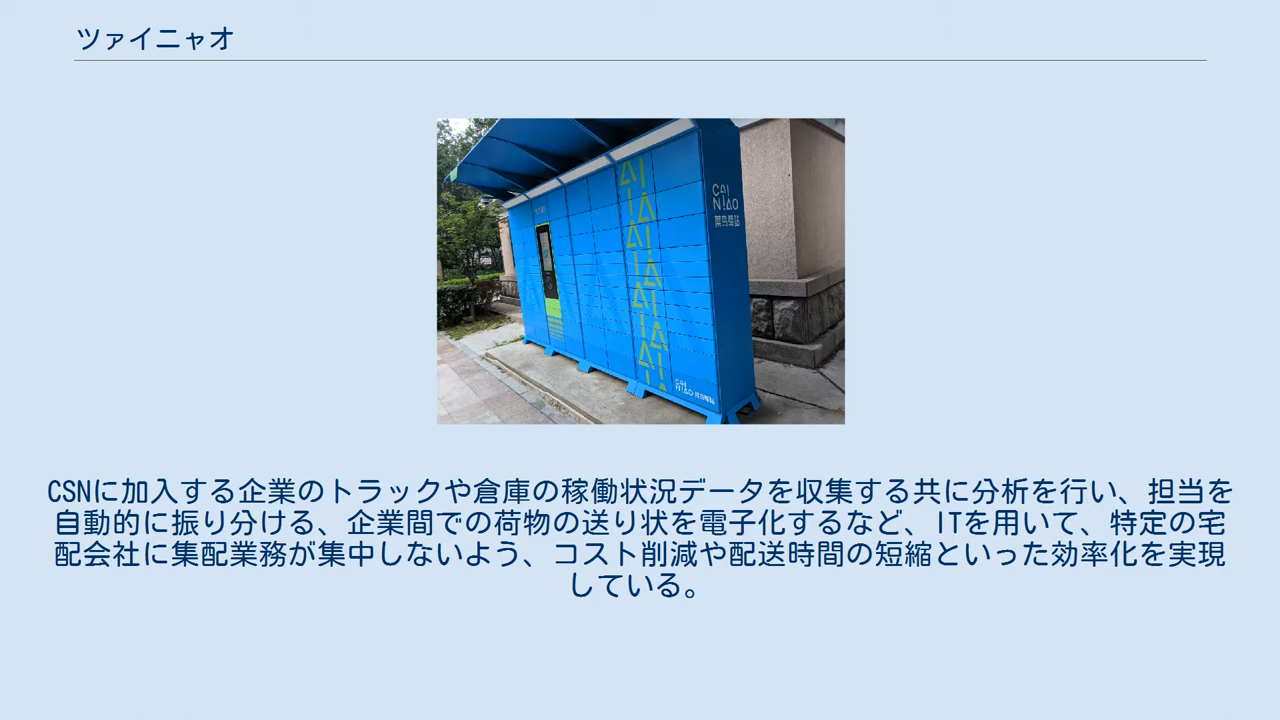 ツァイニャオ
CAI
NIAO
菜鸟驿站
CAI
NIAO 菜鸟驿站
CSNに加入する企業のトラックや倉庫の稼働状況データを収集する共に分析を行い、担当を
自動的に振り分ける、企業間での荷物の送り状を電子化するなど、ITを用いて、特定の宅
配会社に集配業務が集中しないよう、コスト削減や配送時間の短縮といった効率化を実現
している。